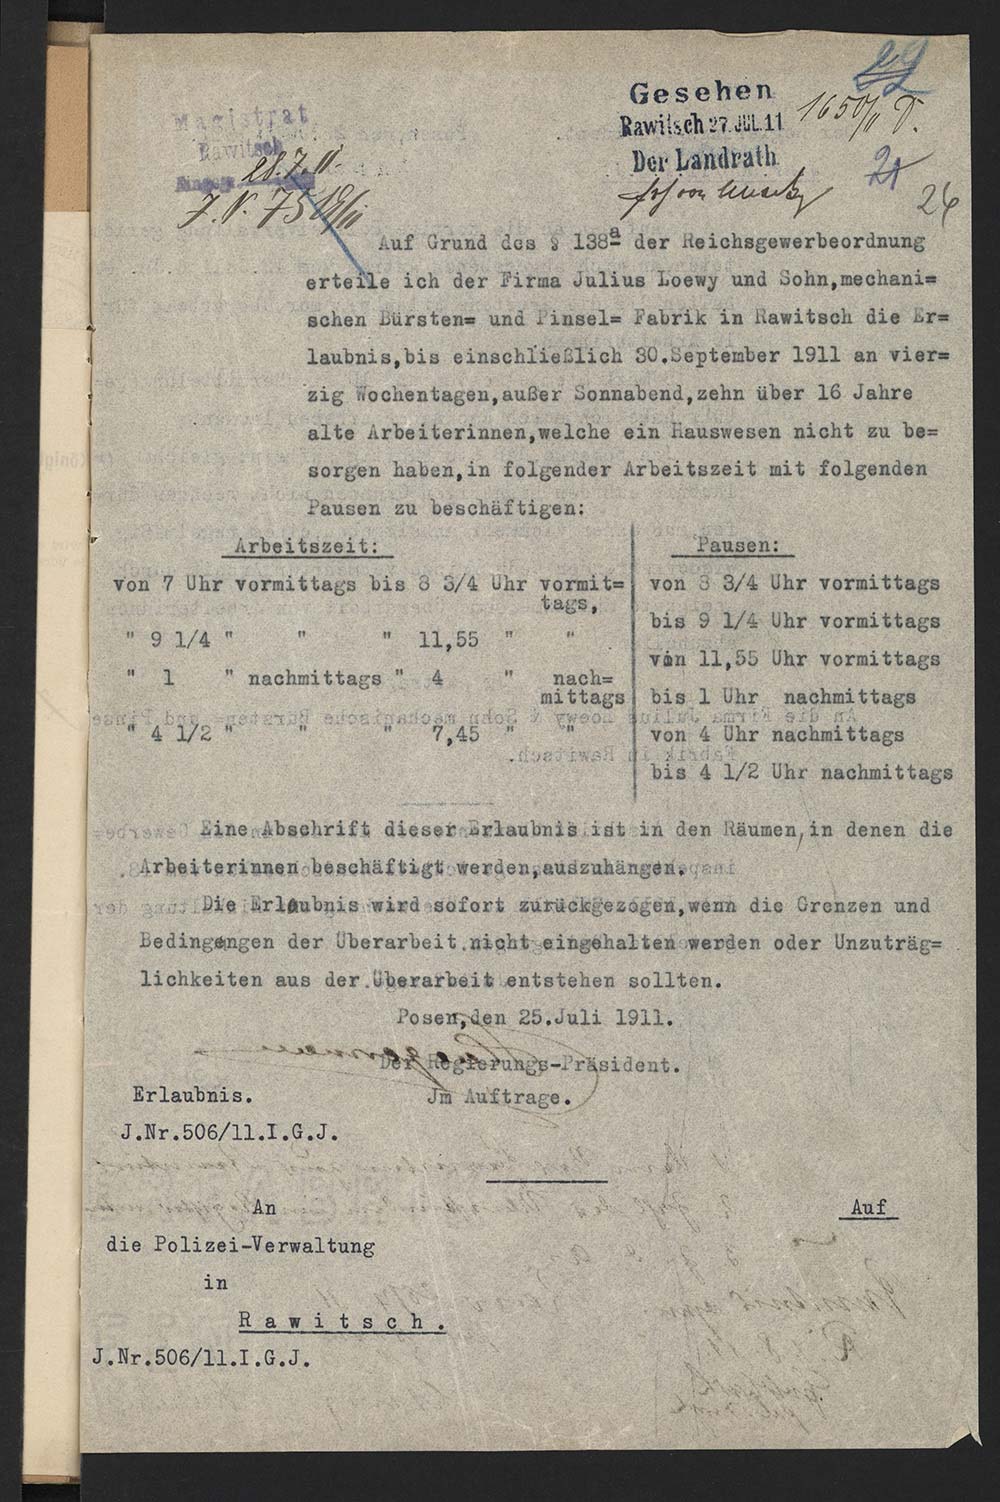 29
Gesehen
Rawitsch 27.JUL.11
Der Landrath
1650/11 D.
Magistrat
Rawitsch
28.7.11.
J.N. 7518/11
21
26
Auf Grund des § 138a der Reichsgewerbeordnung
erteile ich der Firma Julius Loewy und Sohn,mechani=
schen Bürsten= und Pinsel= Fabrik in Rawitsch die Er=
laubnis,bis einschließlich 30.September 1911 an vier=
zig Wochentagen,außer Sonnabend,zehn über 16 Jahre
alte Arbeiterinnen,welche ein Hauswesen nicht zu be=
sorgen haben,in folgender Arbeitszeit mit folgenden
Pausen zu beschäftigen:
Arbeitszeit:
von 7 Uhr vormittags bis 8 3/4 Uhr vormit=
tags,
" 9 1/4 " " " 11,55 " "
" 1 " nachmittags " 4 " nach=
mittags
" 4 1/2 " " " 7,45 " "
Pausen:
von 8 3/4 Uhr vormittags
bis 9 1/4 Uhr vormittags
von 11,55 Uhr vormittags
bis 1 Uhr nachmittags
von 4 Uhr nachmittags
bis 4 1/2 Uhr nachmittags
Eine Abschrift dieser Erlaubnis ist in den Räumen,in denen die
Arbeiterinnen beschäftigt werden,auszuhängen.
Die Erlaubnis wird sofort zurückgezogen,wenn die Grenzen und
Bedingungen der Überarbeit nicht eingehalten werden oder Unzuträg=
lichkeiten aus der Überarbeit entstehen sollten.
Posen,den 25.Juli 1911.
Der Regierungs-Präsident.
Jm Auftrage.
Erlaubnis.
J.Nr.506/11.I.G.J.
An
die Polizei-Verwaltung
in
Rawitsch.
J.Nr.506/11.I.G.J.
Auf